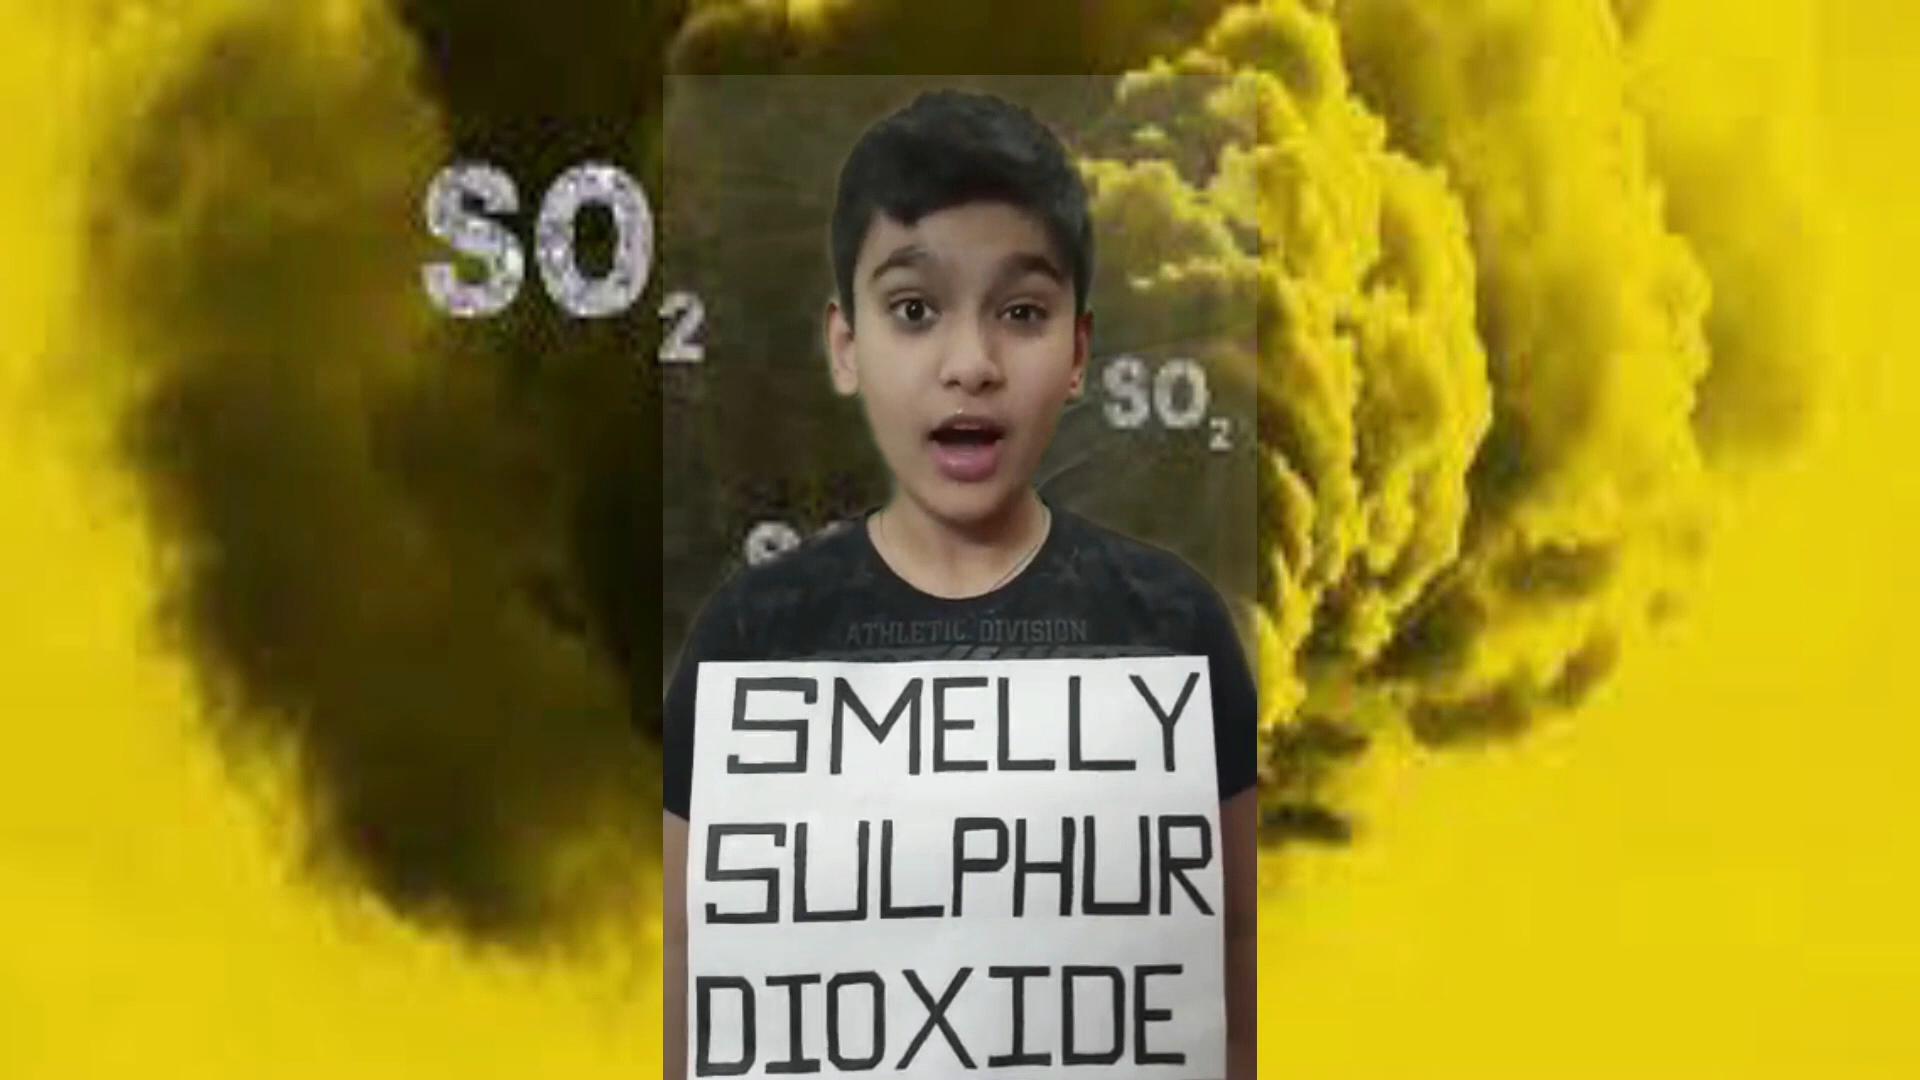 SO2
SO2
ATHLETIC DIVISION
SMELLY
SULPHUR
DIOXIDE